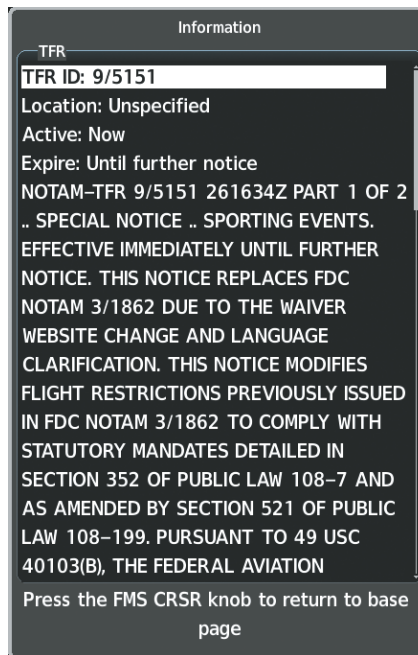 Information
TFR
TFR ID: 9/5151
Location: Unspecified
Active: Now
Expire: Until further notice
NOTAM-TFR 9/5151 261634Z PART 1 OF 2
.. SPECIAL NOTICE .. SPORTING EVENTS.
EFFECTIVE IMMEDIATELY UNTIL FURTHER
NOTICE. THIS NOTICE REPLACES FDC
NOTAM 3/1862 DUE TO THE WAIVER
WEBSITE CHANGE AND LANGUAGE
CLARIFICATION. THIS NOTICE MODIFIES
FLIGHT RESTRICTIONS PREVIOUSLY ISSUED
IN FDC NOTAM 3/1862 TO COMPLY WITH
STATUTORY MANDATES DETAILED IN
SECTION 352 OF PUBLIC LAW 108-7 AND
AS AMENDED BY SECTION 521 OF PUBLIC
LAW 108-199. PURSUANT TO 49 USC
40103(B), THE FEDERAL AVIATION
Press the FMS CRSR knob to return to base
page